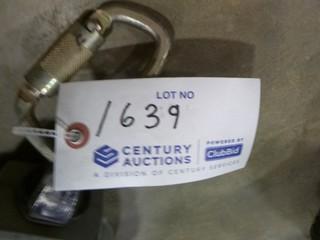 LOT NO
1639
CENTURY
AUCTIONS
POWERED BY
ClubBid
A DIVISION OF CENTURY SERVICES